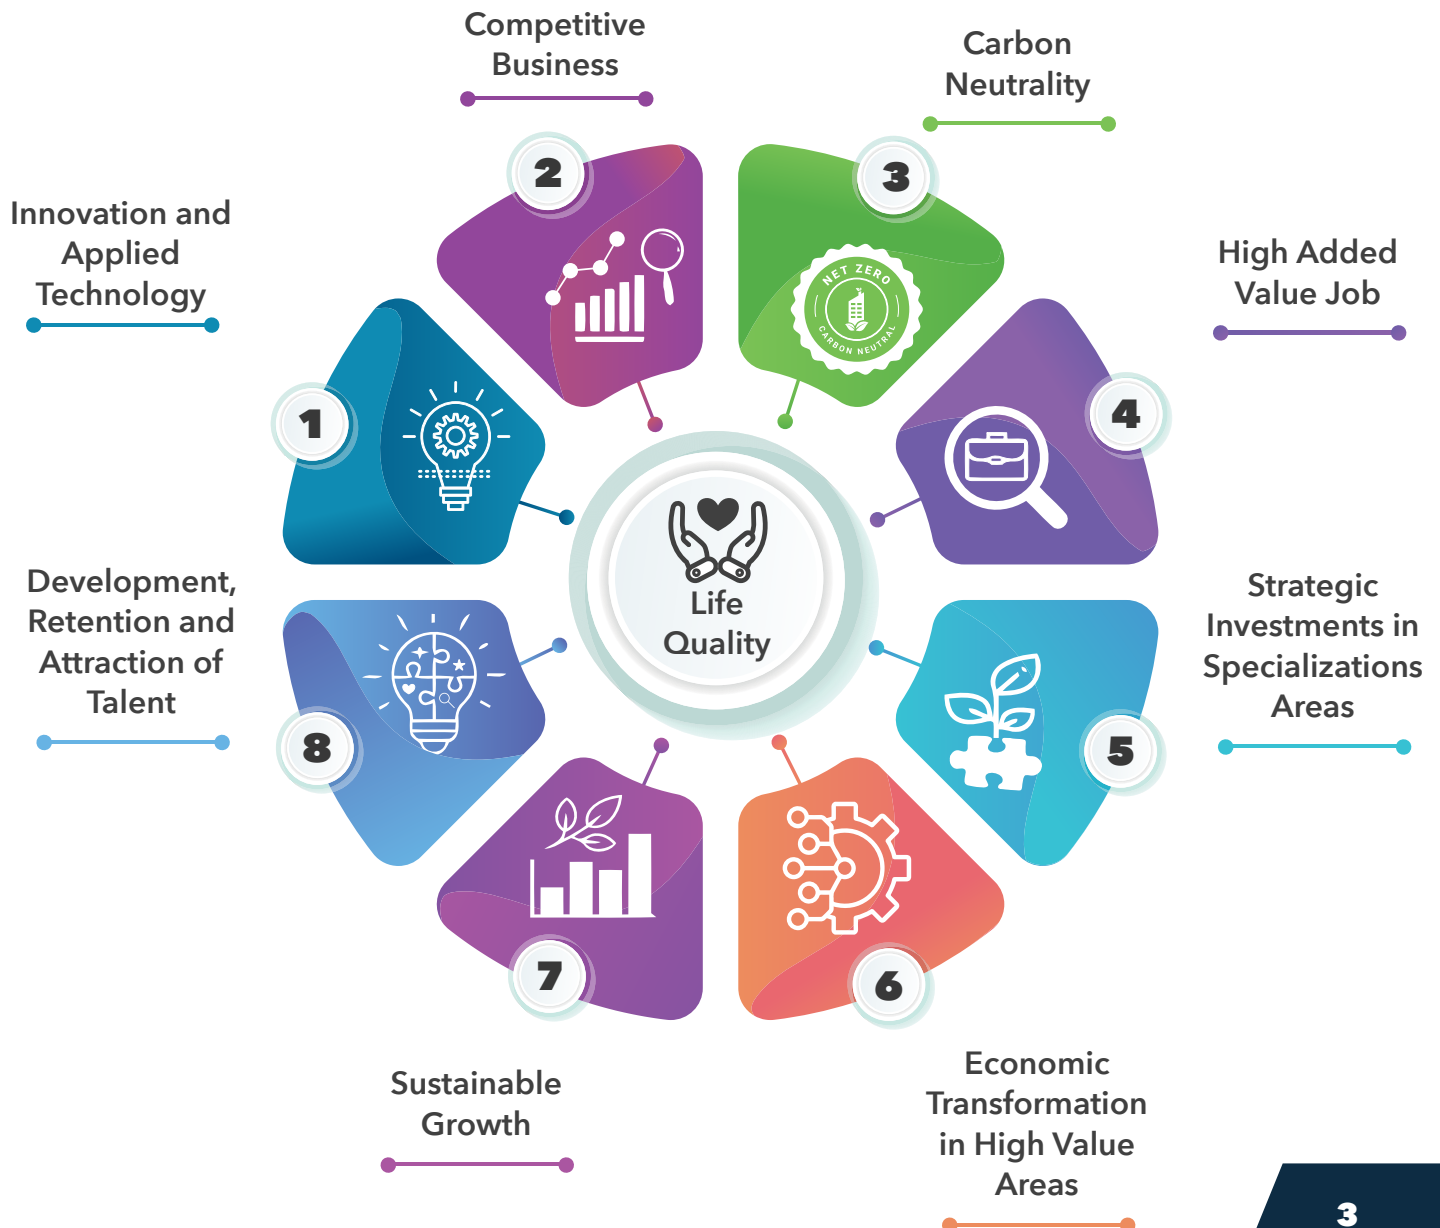 Competitive
Business
Carbon
Neutrality
2
3
Innovation and
Applied
Technology
High Added
Value Job
NET ZERO
CARBON NEUTRAL
1
4
Life
Quality
Development,
Retention and
Attraction of
Talent
Strategic
Investments in
Specializations
Areas
8
5
7
6
Sustainable
Growth
Economic
Transformation
in High Value
Areas
3